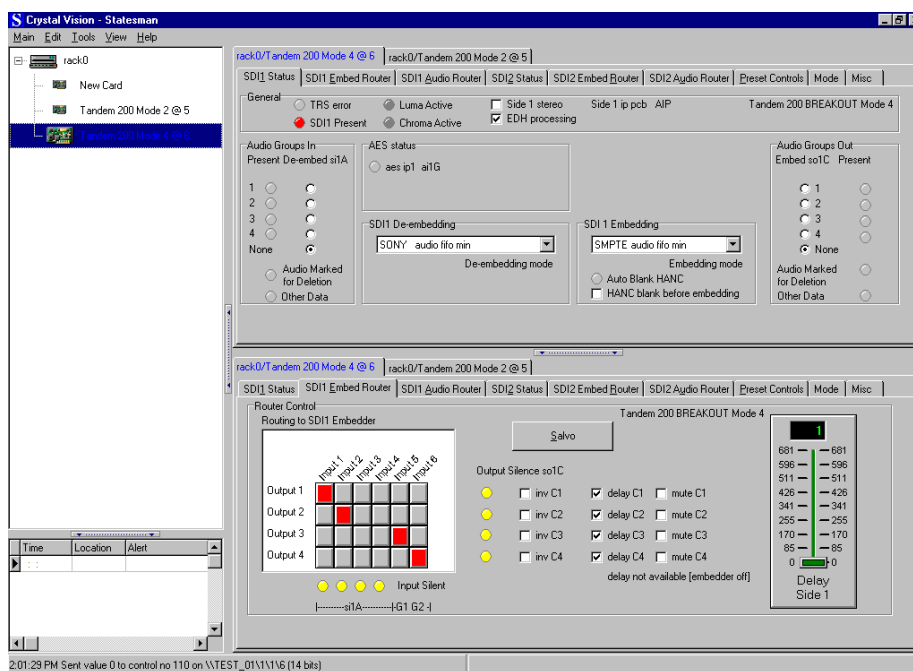 Crystal Vision - Statesman
Main Edit Tools View Help
rack0
New Card
Tandem 200 Mode 2 @ 5
Tandem 200 Mode 4 @ 6
rack0/Tandem 200 Mode 4 @ 6 rack0/Tandem 200 Mode 2 @ 5
SDI1 Status SDI1 Embed Router SDI1 Audio Router SDI2 Status SDI2 Embed Router SDI2 Audio Router Preset Controls Mode Misc
General
TRS error Luma Active Side 1 stereo Side 1 ip pcb AIP Tandem 200 BREAKOUT Mode 4
SDI1 Present Chroma Active EDH processing
Audio Groups In AES status Audio Groups Out
Present De-embed si1A Embed so1C Present
aes ip1 ai1G
1 1
2 2
3 3
4 4
None None
SDI1 De-embedding SDI 1 Embedding
SONY audio fifo min SMPTE audio fifo min
De-embedding mode Embedding mode
Audio Marked for Deletion Auto Blank HANC Audio Marked for Deletion
Other Data HANC blank before embedding Other Data
rack0/Tandem 200 Mode 4 @ 6 rack0/Tandem 200 Mode 2 @ 5
SDI1 Status SDI1 Embed Router SDI1 Audio Router SDI2 Status SDI2 Embed Router SDI2 Audio Router Preset Controls Mode Misc
Router Control
Routing to SDI1 Embedder Tandem 200 BREAKOUT Mode 4
Salvo
Input 1 Input 2 Input 3 Input 4 Input 5 Input 6
Output 1
Output 2
Output 3
Output 4
Input Silent
|----------si1A----------|-G1 G2 -|
Output Silence so1C
inv C1 delay C1 mute C1
inv C2 delay C2 mute C2
inv C3 delay C3 mute C3
inv C4 delay C4 mute C4
delay not available [embedder off]
1
681 681
596 596
511 511
426 426
341 341
255 255
170 170
85 85
0 0
Delay
Side 1
Time Location Alert
: :
2:01:29 PM Sent value 0 to control no 110 on \\TEST_01\1\1\6 (14 bits)